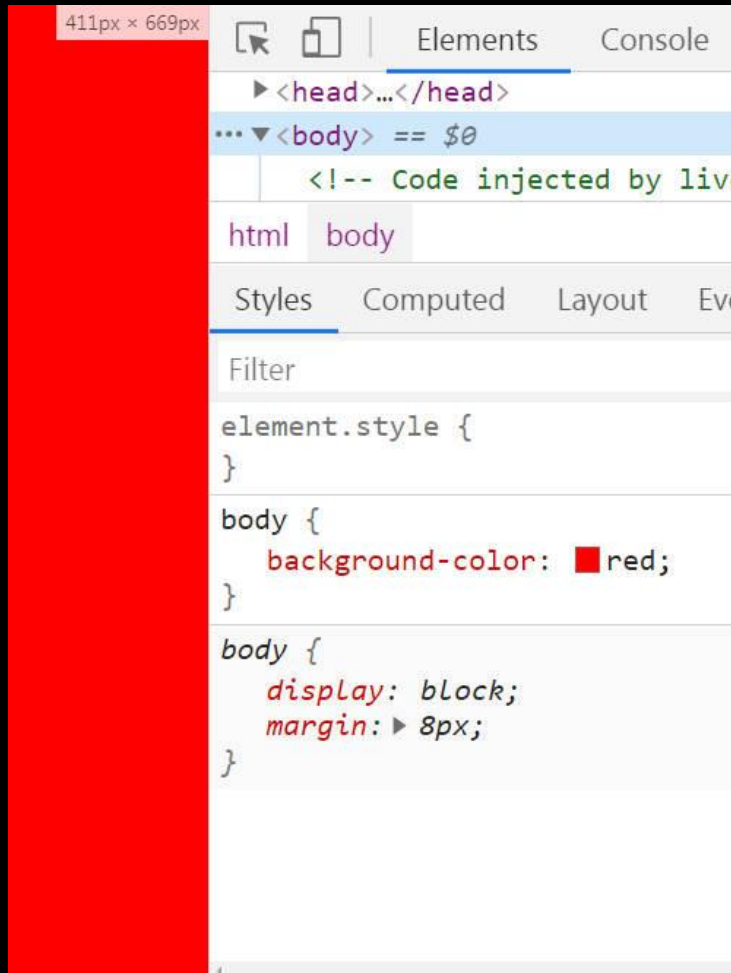 411px × 669px
Elements Console
<head>…</head>
... <body> == $0
<!-- Code injected by liv
html body
Styles Computed Layout Ev
Filter
element.style {
}
body {
background-color: red;
}
body {
display: block;
margin: 8px;
}